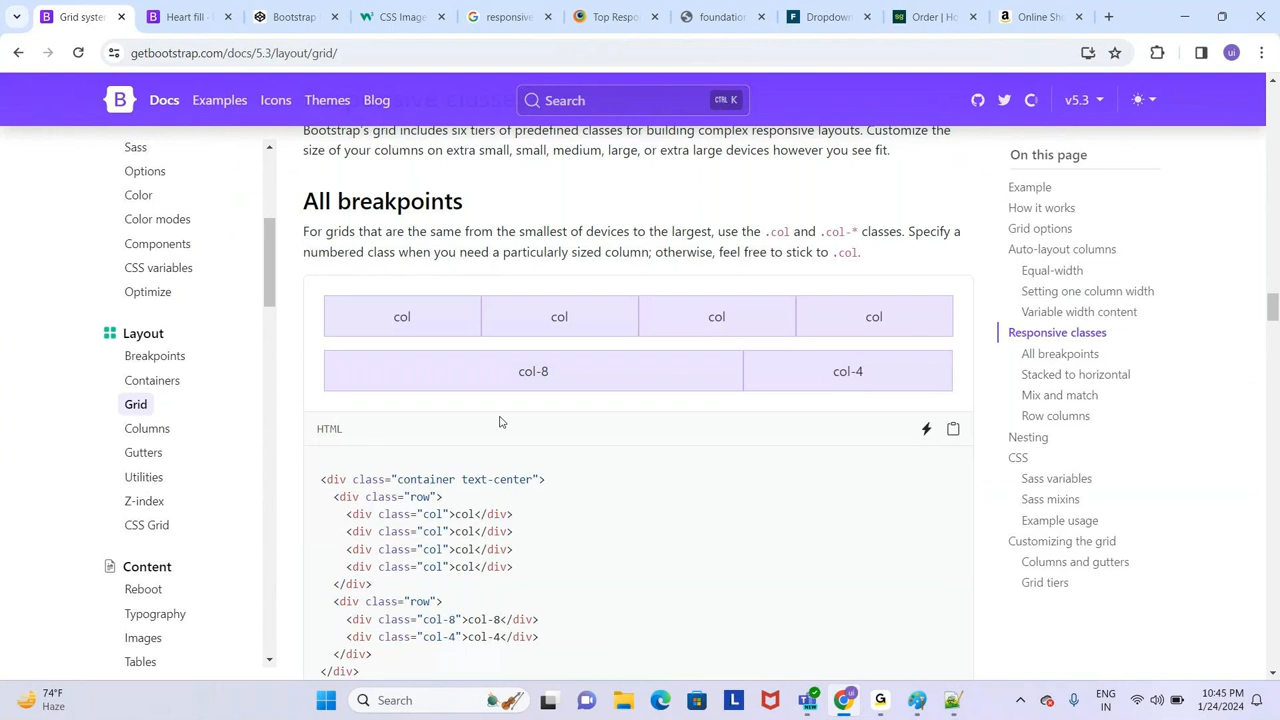 Grid syster
Heart fill -
Bootstrap
CSS Image
responsive
Top Respo
foundation
Dropdown
Order | Ho
Online Sho
getbootstrap.com/docs/5.3/layout/grid/
ui
B Docs Examples Icons Themes Blog
Search CTRL K
v5.3
Bootstrap's grid includes six tiers of predefined classes for building complex responsive layouts. Customize the
size of your columns on extra small, small, medium, large, or extra large devices however you see fit.
All breakpoints
For grids that are the same from the smallest of devices to the largest, use the .col and .col-* classes. Specify a
numbered class when you need a particularly sized column; otherwise, feel free to stick to .col.
col col col col
col-8 col-4
HTML
<div class="container text-center">
<div class="row">
<div class="col">col</div>
<div class="col">col</div>
<div class="col">col</div>
<div class="col">col</div>
</div>
<div class="row">
<div class="col-8">col-8</div>
<div class="col-4">col-4</div>
</div>
</div>
Sass
Options
Color
Color modes
Components
CSS variables
Optimize
Layout
Breakpoints
Containers
Grid
Columns
Gutters
Utilities
Z-index
CSS Grid
Content
Reboot
Typography
Images
Tables
On this page
Example
How it works
Grid options
Auto-layout columns
Equal-width
Setting one column width
Variable width content
Responsive classes
All breakpoints
Stacked to horizontal
Mix and match
Row columns
Nesting
CSS
Sass variables
Sass mixins
Example usage
Customizing the grid
Columns and gutters
Grid tiers
74°F
Haze
Search
ENG
IN
10:45 PM
1/24/2024